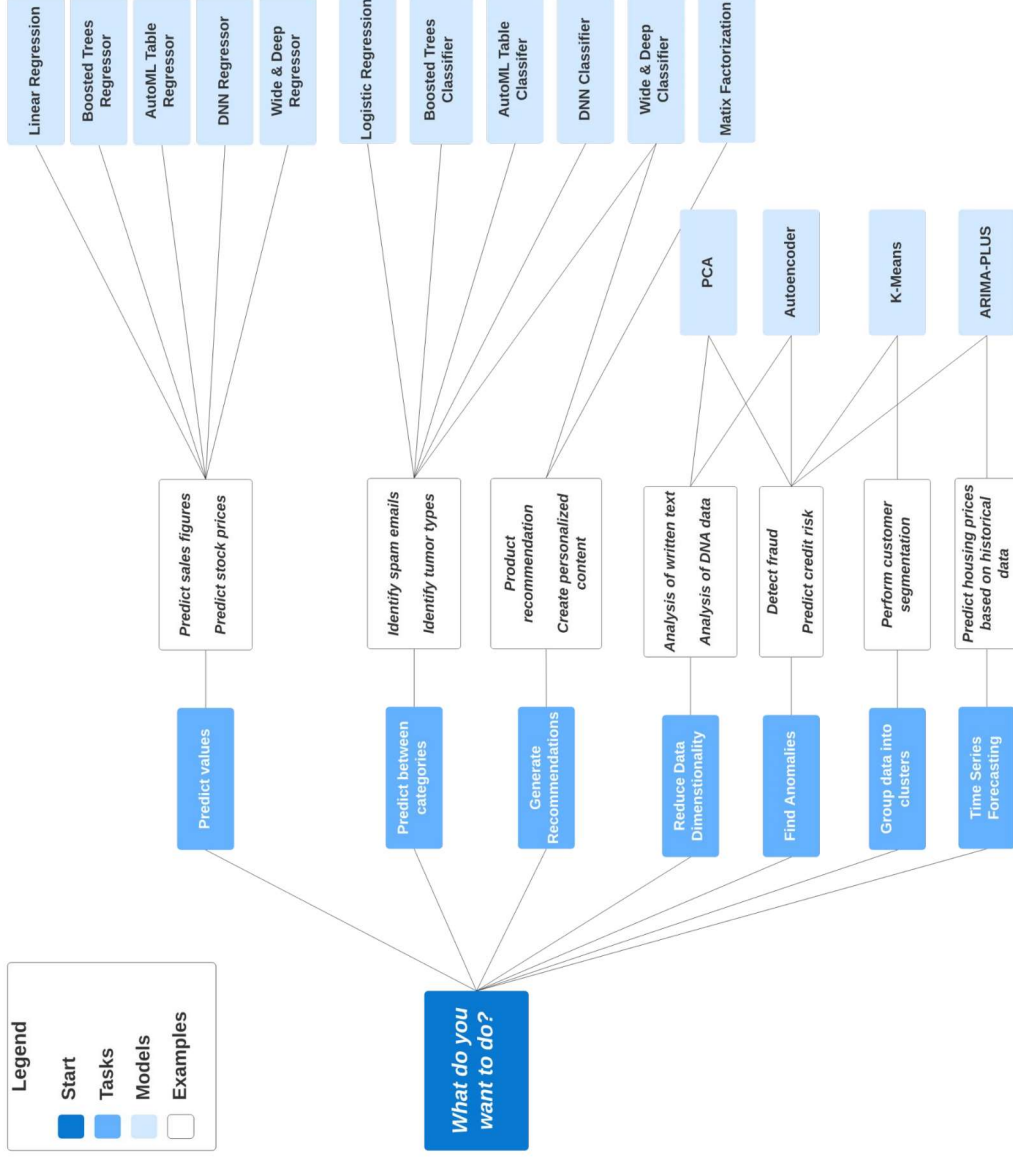 Legend
Start
Tasks
Models
Examples
What do you
want to do?
Predict values
Predict between
categories
Generate
Recommendations
Reduce Data
Dimenstionality
Find Anomalies
Group data into
clusters
Time Series
Forecasting
Predict sales figures
Predict stock prices
Identify spam emails
Identify tumor types
Product
recommendation
Create personalized
content
Analysis of written text
Analysis of DNA data
Detect fraud
Predict credit risk
Perform customer
segmentation
Predict housing prices
based on historical
data
Linear Regression
Boosted Trees
Regressor
AutoML Table
Regressor
DNN Regressor
Wide & Deep
Regressor
Logistic Regression
Boosted Trees
Classifier
AutoML Table
Classifer
DNN Classifier
Wide & Deep
Classifier
Matix Factorization
PCA
Autoencoder
K-Means
ARIMA-PLUS